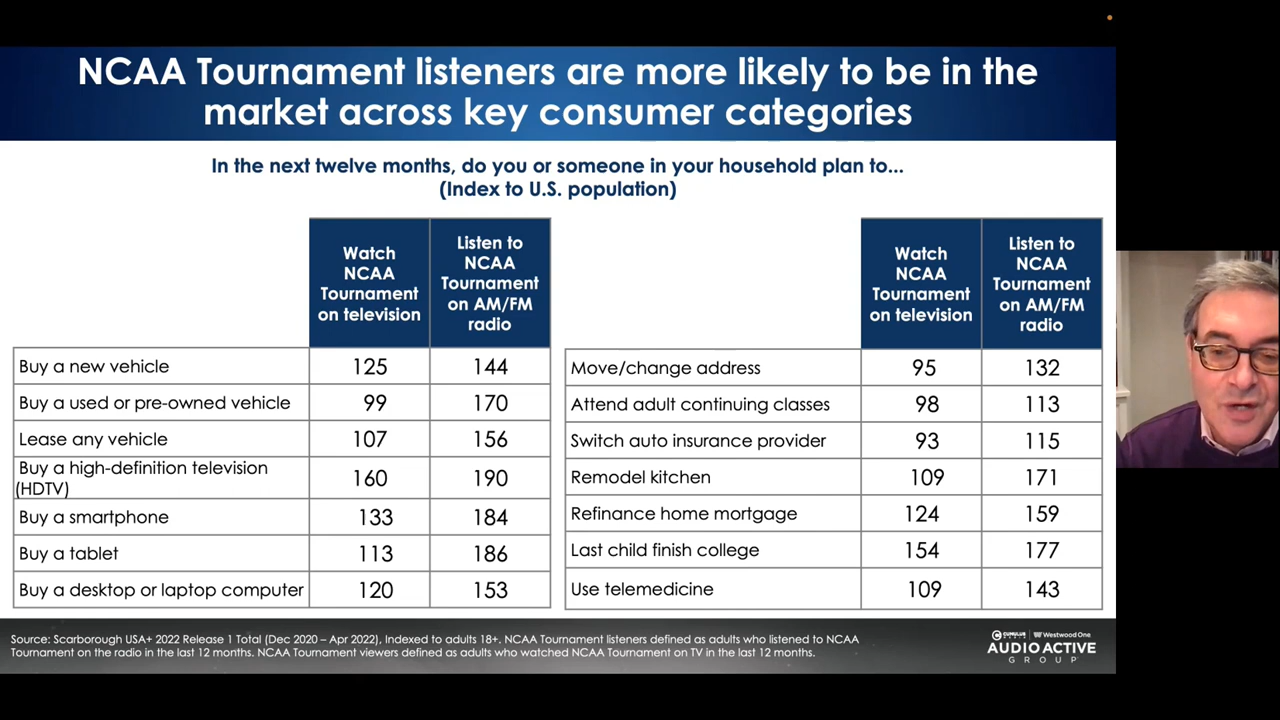 NCAA Tournament listeners are more likely to be in the
market across key consumer categories
In the next twelve months, do you or someone in your household plan to...
(Index to U.S. population)
Watch
NCAA
Tournament
on television
Listen to
NCAA
Tournament
on AM/FM
radio
Buy a new vehicle 125 144
Buy a used or pre-owned vehicle 99 170
Lease any vehicle 107 156
Buy a high-definition television
(HDTV) 160 190
Buy a smartphone 133 184
Buy a tablet 113 186
Buy a desktop or laptop computer 120 153
Watch
NCAA
Tournament
on television
Listen to
NCAA
Tournament
on AM/FM
radio
Move/change address 95 132
Attend adult continuing classes 98 113
Switch auto insurance provider 93 115
Remodel kitchen 109 171
Refinance home mortgage 124 159
Last child finish college 154 177
Use telemedicine 109 143
Source: Scarborough USA+ 2022 Release 1 Total (Dec 2020 – Apr 2022), Indexed to adults 18+. NCAA Tournament listeners defined as adults who listened to NCAA
Tournament on the radio in the last 12 months. NCAA Tournament viewers defined as adults who watched NCAA Tournament on TV in the last 12 months.
CUMULUS MEDIA | Westwood One
AUDIO ACTIVE
GROUP